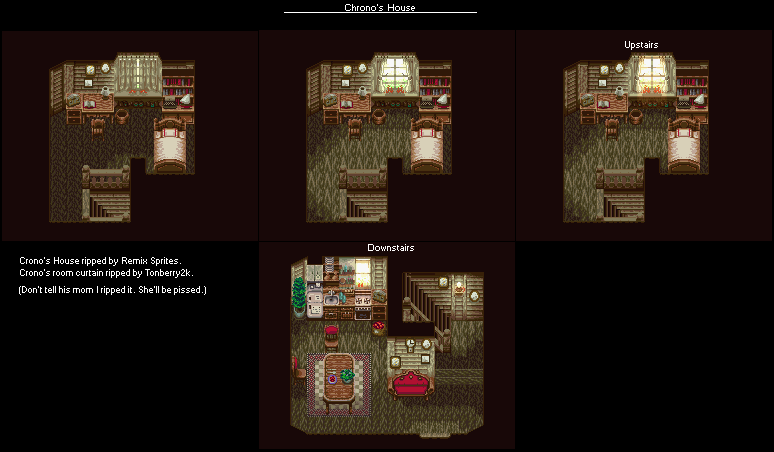 Chrono's House
Upstairs
Downstairs
Crono's House ripped by Remix Sprites.
Crono's room curtain ripped by Tonberry2k.
(Don't tell his mom I ripped it. She'll be pissed.)